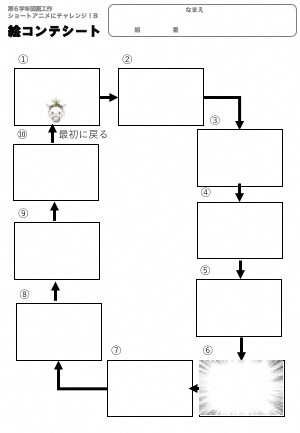 第6学年図画工作
ショートアニメにチャレンジ！B
絵コンテシート
なまえ
組　番
①
②
③
④
⑤
⑥
⑦
⑧
⑨
⑩
最初に戻る